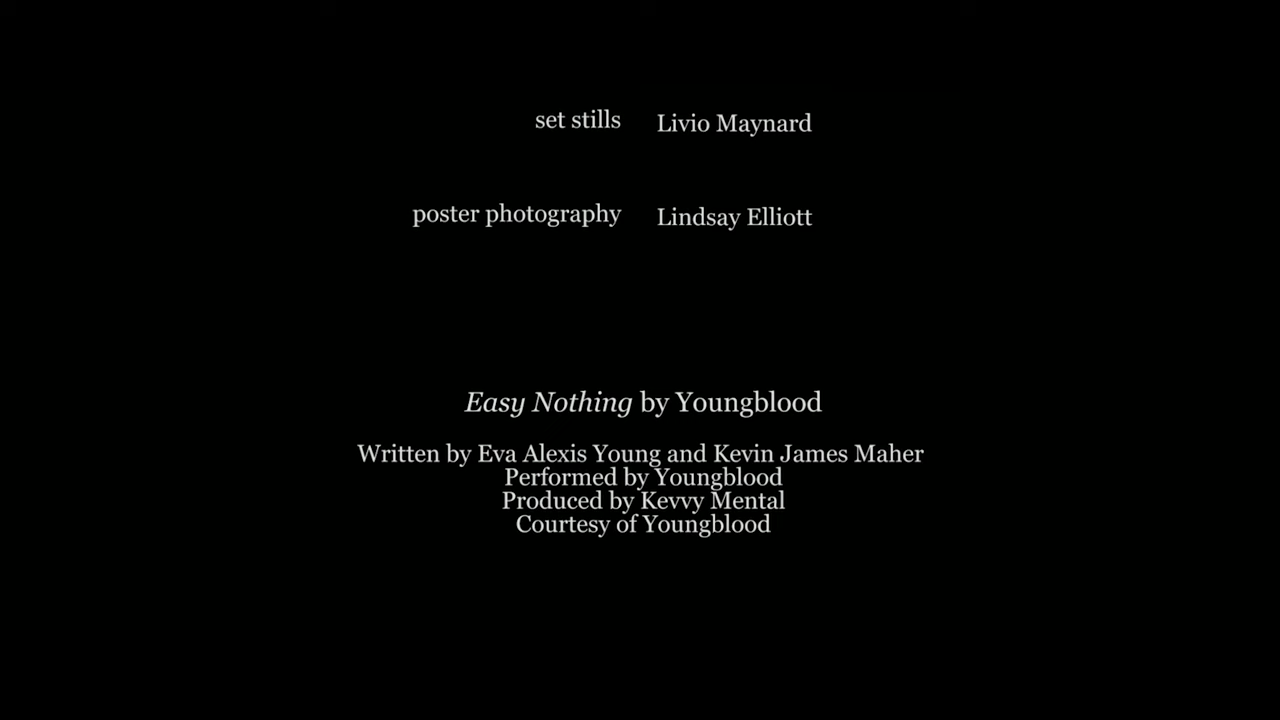 set stills Livio Maynard
poster photography Lindsay Elliott
Easy Nothing by Youngblood
Written by Eva Alexis Young and Kevin James Maher
Performed by Youngblood
Produced by Kevvy Mental
Courtesy of Youngblood